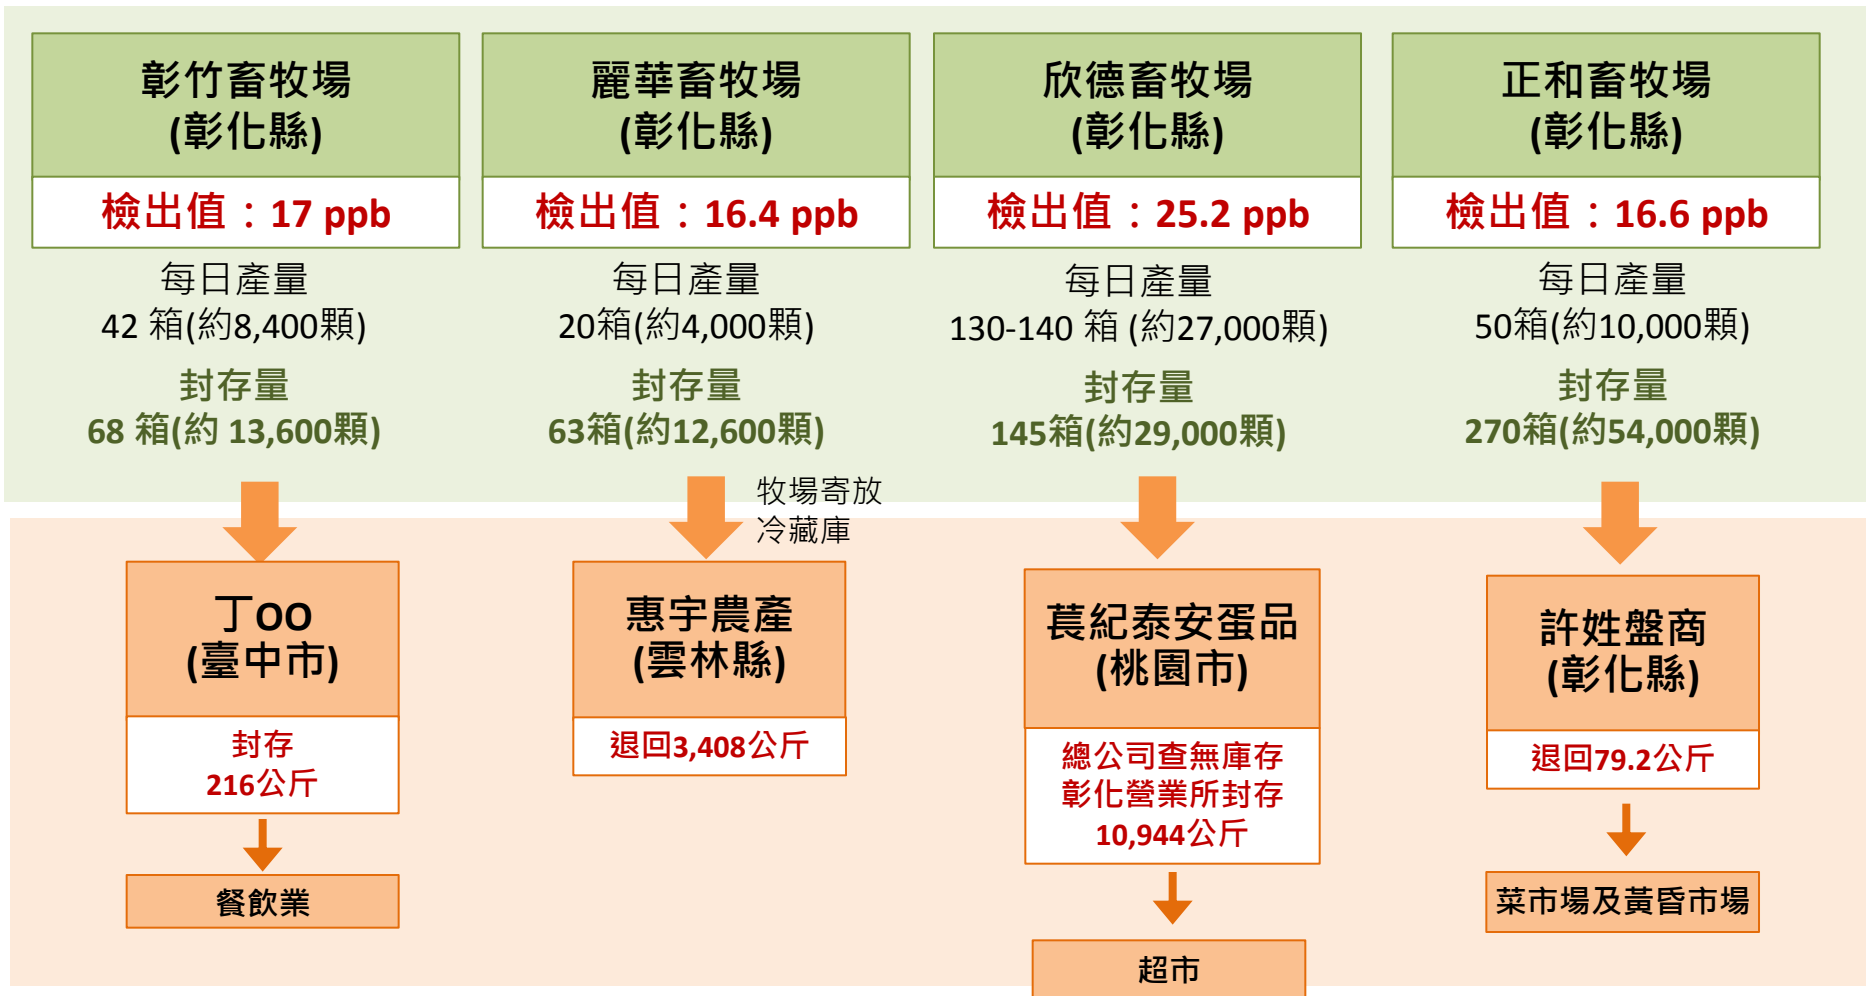 彰竹畜牧場
(彰化縣)
檢出值：17 ppb
每日產量
42 箱(約8,400顆)
封存量
68 箱(約 13,600顆)
丁OO
(臺中市)
封存
216公斤
餐飲業
麗華畜牧場
(彰化縣)
檢出值：16.4 ppb
每日產量
20箱(約4,000顆)
封存量
63箱(約12,600顆)
牧場寄放
冷藏庫
惠宇農產
(雲林縣)
退回3,408公斤
欣德畜牧場
(彰化縣)
檢出值：25.2 ppb
每日產量
130-140 箱 (約27,000顆)
封存量
145箱(約29,000顆)
萇紀泰安蛋品
(桃園市)
總公司查無庫存
彰化營業所封存
10,944公斤
超市
正和畜牧場
(彰化縣)
檢出值：16.6 ppb
每日產量
50箱(約10,000顆)
封存量
270箱(約54,000顆)
許姓盤商
(彰化縣)
退回79.2公斤
菜市場及黃昏市場